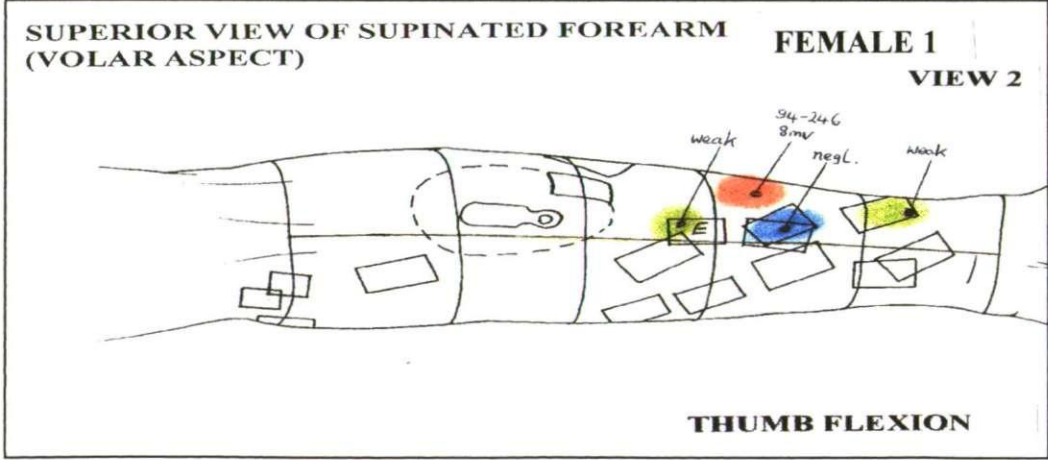 SUPERIOR VIEW OF SUPINATED FOREARM
(VOLAR ASPECT)
FEMALE 1
VIEW 2
94-246
8mv
weak
negl.
weak
E
THUMB FLEXION